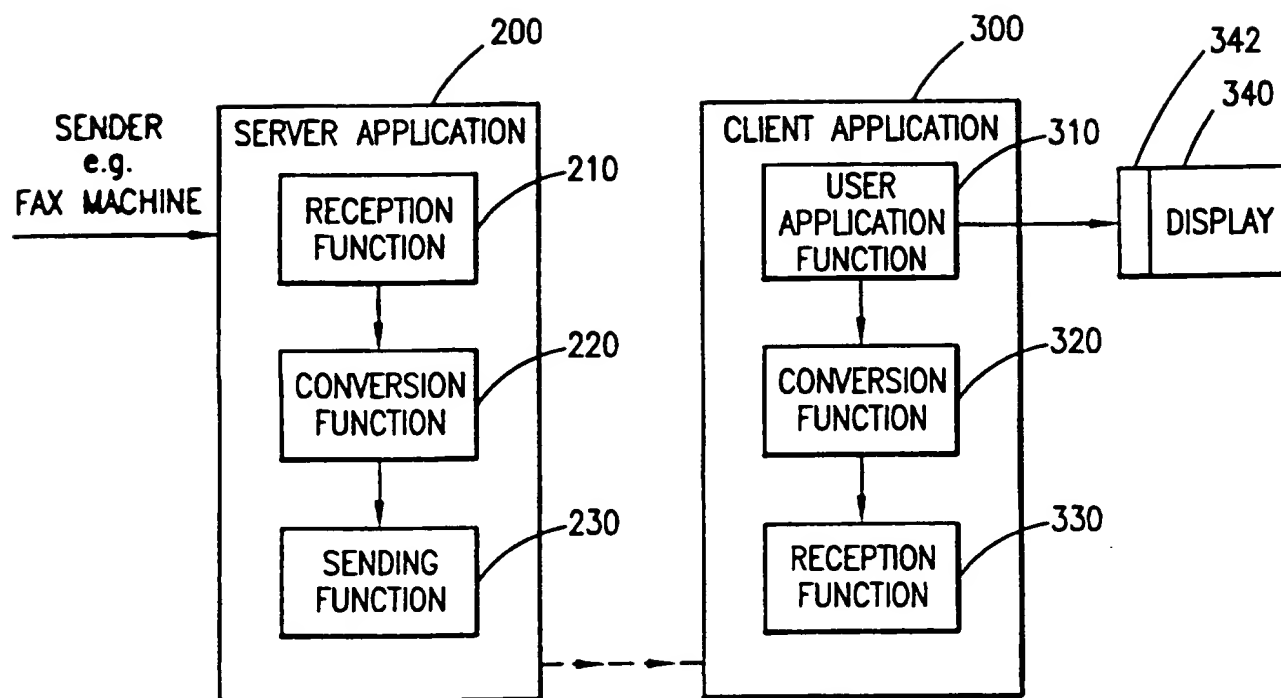 200
300
342
340
SENDER
e.g.
FAX MACHINE
SERVER APPLICATION
210
RECEPTION
FUNCTION
220
CONVERSION
FUNCTION
230
SENDING
FUNCTION
CLIENT APPLICATION
310
USER
APPLICATION
FUNCTION
320
CONVERSION
FUNCTION
330
RECEPTION
FUNCTION
DISPLAY